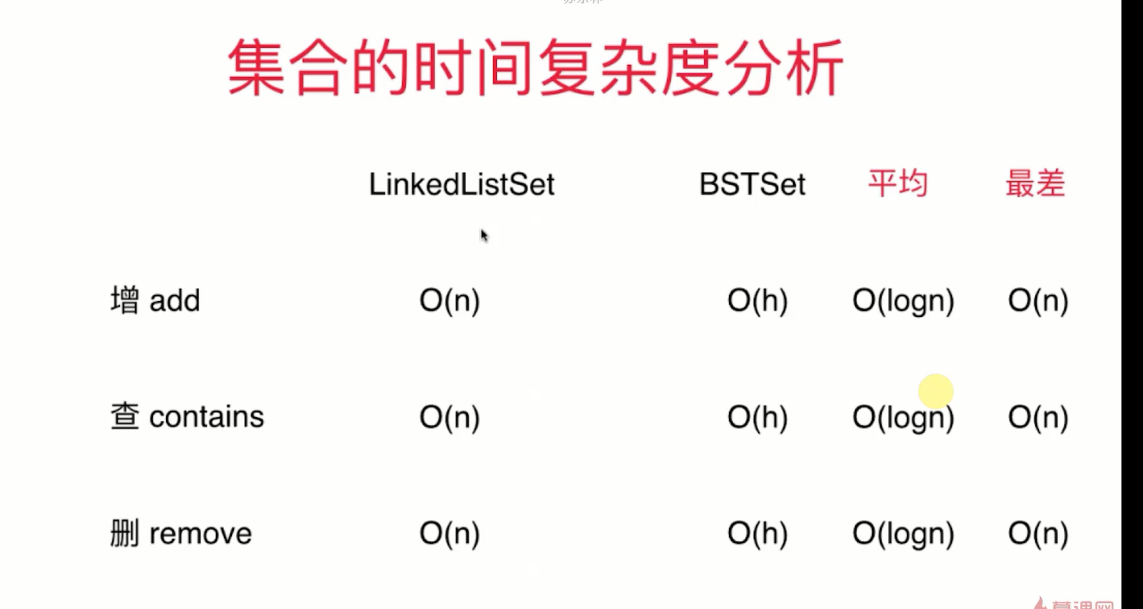 集合的时间复杂度分析
LinkedListSet BSTSet 平均 最差
增 add O(n) O(h) O(logn) O(n)
查 contains O(n) O(h) O(logn) O(n)
删 remove O(n) O(h) O(logn) O(n)
慕课网